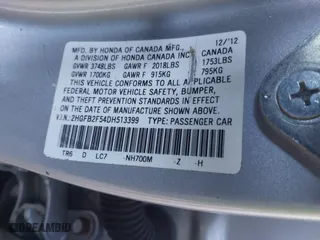 MFD. BY HONDA OF CANADA MFG., 12/'12
A DIVISION OF HONDA CANADA INC. CANADA
GVWR 3748LBS GAWR F 2018LBS R 1753LBS
GVWR 1700KG GAWR F 915KG R 795KG
THIS VEHICLE CONFORMS TO ALL APPLICABLE
FEDERAL MOTOR VEHICLE SAFETY, BUMPER,
AND THEFT PREVENTION STANDARDS IN
EFFECT ON THE DATE OF MANUFACTURE
SHOWN ABOVE.
V.I.N.: 2HGFB2F54DH513399 TYPE: PASSENGER CAR
TR6 D LC7 -NH700M -Z -H
IDREAMBID